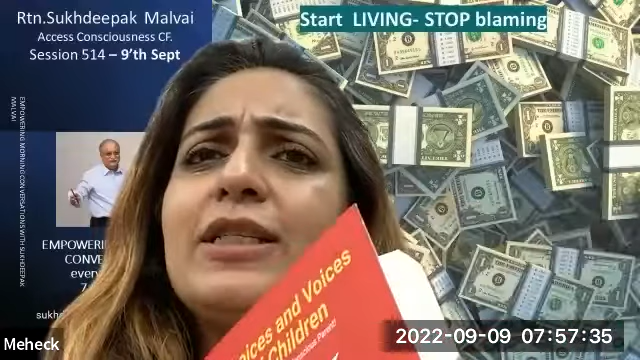 Rtn.Sukhdeepak Malvai
Access Consciousness CF.
Session 514 – 9'th Sept
Start LIVING- STOP blaming
EMPOWERING MORNING CONVERSATIONS WITH SUKHDEEPAK
MALVAI
EMPOWERI
CONVE
every
sukh
oices and Voices
Children
Meheck
2022-09-09 07:57:35